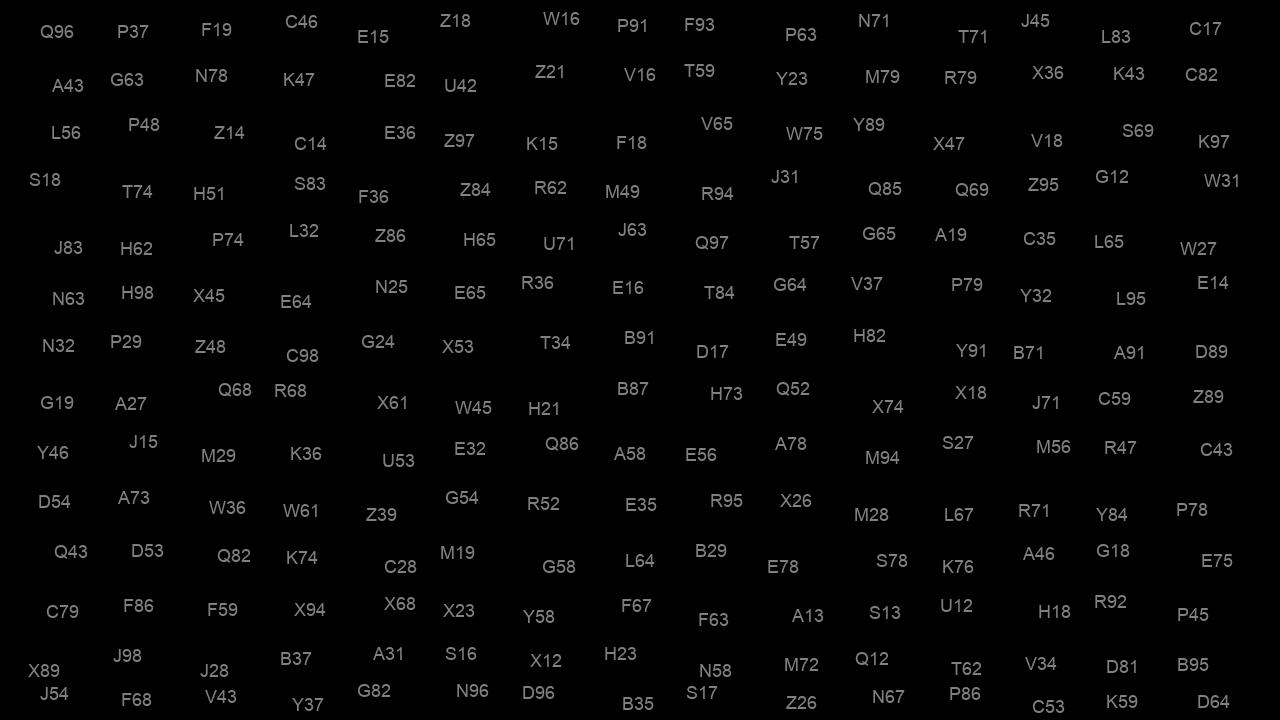 Q96 P37 F19 C46 E15 Z18 W16 P91 F93 P63 N71 T71 J45 L83 C17
A43 G63 N78 K47 E82 U42 Z21 V16 T59 Y23 M79 R79 X36 K43 C82
L56 P48 Z14 C14 E36 Z97 K15 F18 V65 W75 Y89 X47 V18 S69 K97
S18 T74 H51 S83 F36 Z84 R62 M49 R94 J31 Q85 Q69 Z95 G12 W31
J83 H62 P74 L32 Z86 H65 U71 J63 Q97 T57 G65 A19 C35 L65 W27
N63 H98 X45 E64 N25 E65 R36 E16 T84 G64 V37 P79 Y32 L95 E14
N32 P29 Z48 C98 G24 X53 T34 B91 D17 E49 H82 Y91 B71 A91 D89
G19 A27 Q68 R68 X61 W45 H21 B87 H73 Q52 X74 X18 J71 C59 Z89
Y46 J15 M29 K36 U53 E32 Q86 A58 E56 A78 M94 S27 M56 R47 C43
D54 A73 W36 W61 Z39 G54 R52 E35 R95 X26 M28 L67 R71 Y84 P78
Q43 D53 Q82 K74 C28 M19 G58 L64 B29 E78 S78 K76 A46 G18 E75
C79 F86 F59 X94 X68 X23 Y58 F67 F63 A13 S13 U12 H18 R92 P45
X89 J98 J28 B37 A31 S16 X12 H23 N58 M72 Q12 T62 V34 D81 B95
J54 F68 V43 Y37 G82 N96 D96 B35 S17 Z26 N67 P86 C53 K59 D64